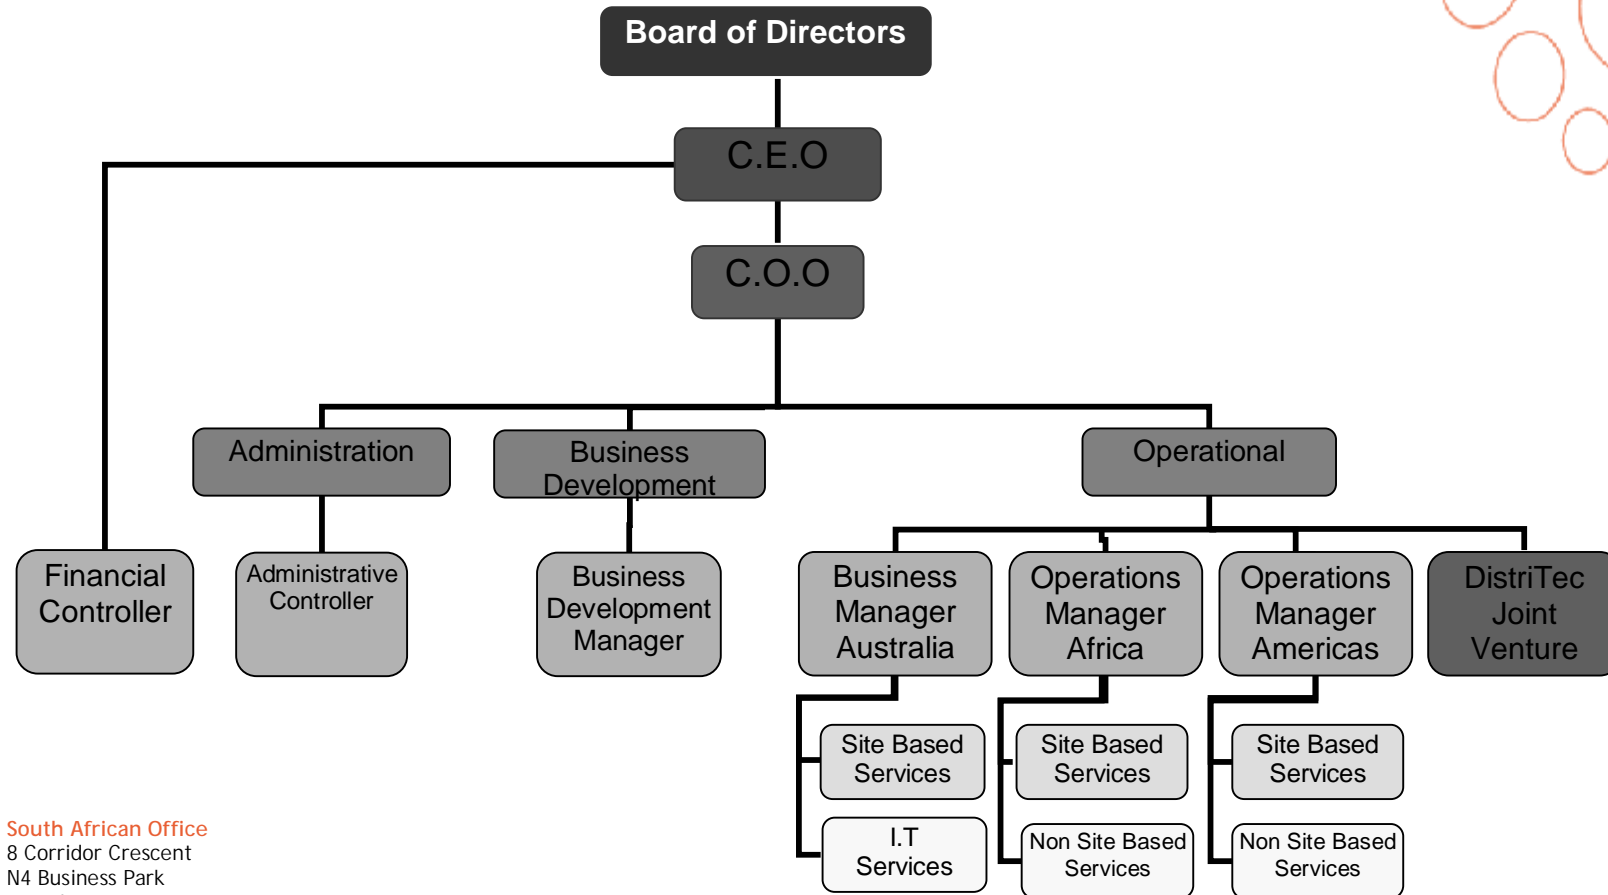 Board of Directors
C.E.O
C.O.O
Administration
Business
Development
Operational
Financial
Controller
Administrative
Controller
Business
Development
Manager
Business
Manager
Australia
Operations
Manager
Africa
Operations
Manager
Americas
DistriTec
Joint
Venture
Site Based
Services
Site Based
Services
Site Based
Services
I.T
Services
Non Site Based
Services
Non Site Based
Services
South African Office
8 Corridor Crescent
N4 Business Park